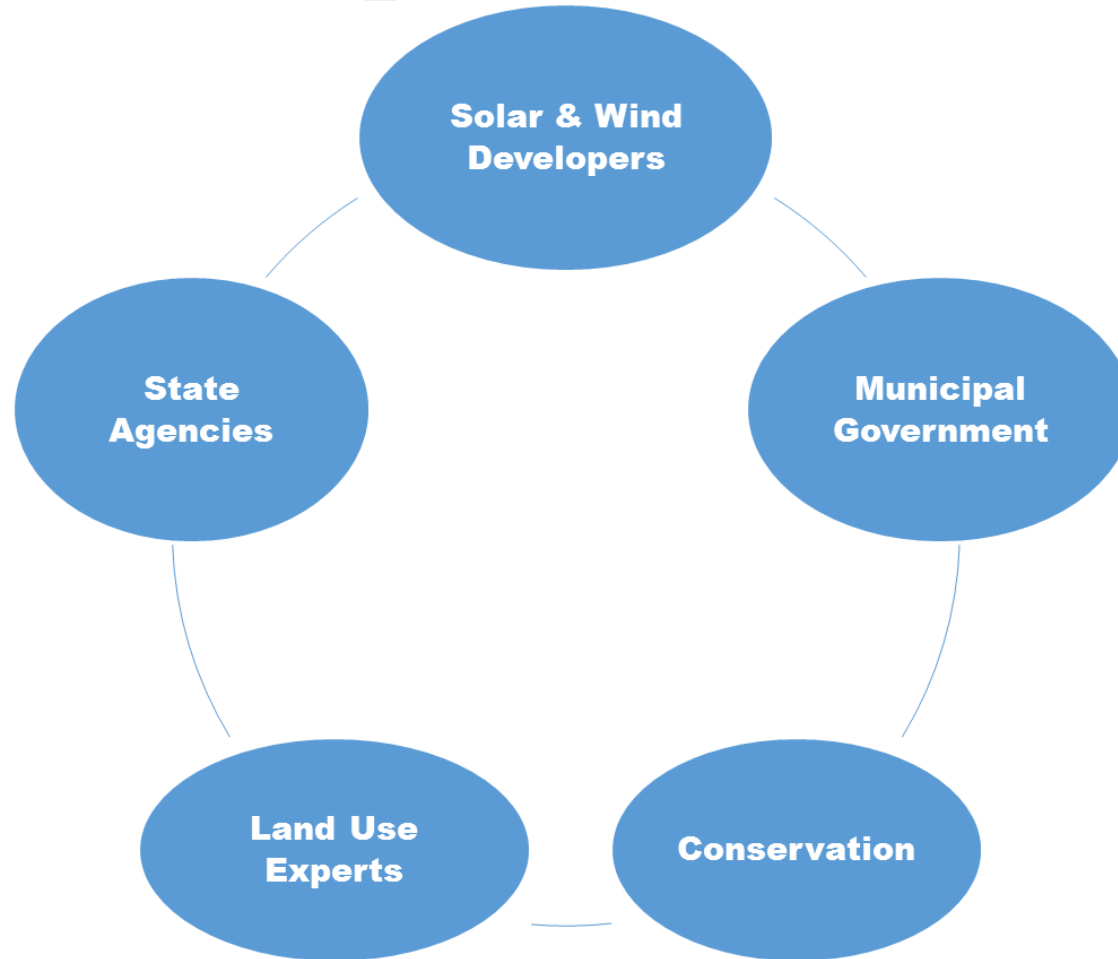 Solar & Wind
Developers
State
Agencies
Municipal
Government
Land Use
Experts
Conservation